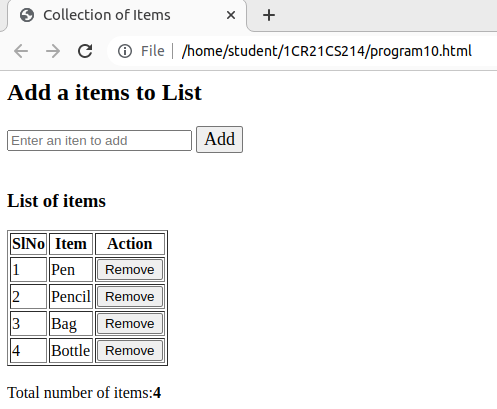 Collection of Items
File | /home/student/1CR21CS214/program10.html
Add a items to List
Enter an iten to add Add
List of items
SlNo Item Action
1 Pen Remove
2 Pencil Remove
3 Bag Remove
4 Bottle Remove
Total number of items:4